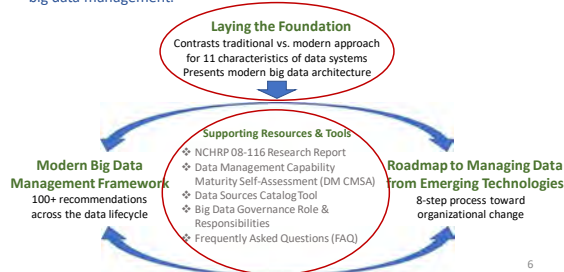 big data management.
Laying the Foundation
Contrasts traditional vs. modern approach
for 11 characteristics of data systems
Presents modern big data architecture
Supporting Resources & Tools
❖ NCHRP 08-116 Research Report
❖ Data Management Capability
Maturity Self-Assessment (DM CMSA)
❖ Data Sources Catalog Tool
❖ Big Data Governance Role &
Responsibilities
❖ Frequently Asked Questions (FAQ)
Modern Big Data
Management Framework
100+ recommendations
across the data lifecycle
Roadmap to Managing Data
from Emerging Technologies
8-step process toward
organizational change
6